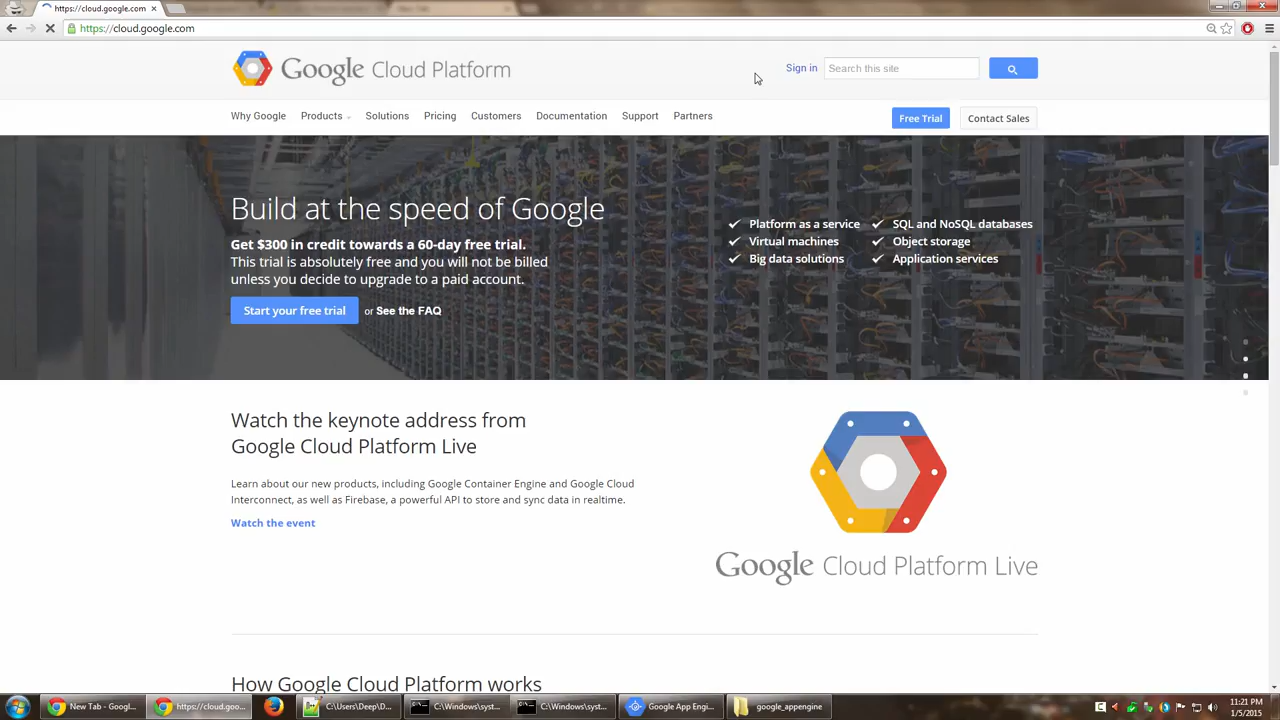 https://cloud.google.com
https://cloud.google.com
Google Cloud Platform
Sign in
Search this site
Why Google
Products
Solutions
Pricing
Customers
Documentation
Support
Partners
Free Trial
Contact Sales
Build at the speed of Google
Get $300 in credit towards a 60-day free trial.
This trial is absolutely free and you will not be billed
unless you decide to upgrade to a paid account.
Start your free trial
or See the FAQ
Platform as a service
SQL and NoSQL databases
Virtual machines
Object storage
Big data solutions
Application services
Watch the keynote address from
Google Cloud Platform Live
Learn about our new products, including Google Container Engine and Google Cloud
Interconnect, as well as Firebase, a powerful API to store and sync data in realtime.
Watch the event
Google Cloud Platform Live
How Google Cloud Platform works
New Tab - Googl...
https://cloud.goo...
C:\Users\Deep\D...
C:\Windows\syst...
C:\Windows\syst...
Google App Engi...
google_appengine
11:21 PM
1/5/2015